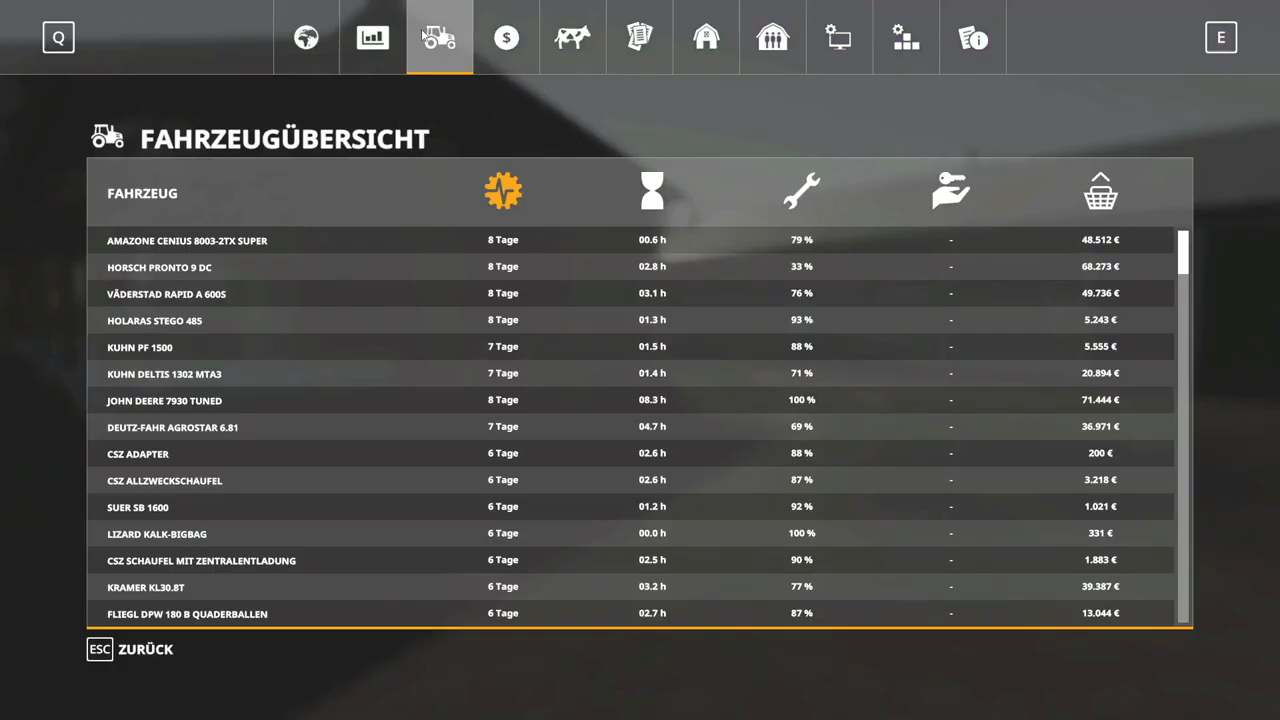 Q
$
E
FAHRZEUGÜBERSICHT
FAHRZEUG
AMAZONE CENIUS 8003-2TX SUPER 8 Tage 00.6 h 79 % - 48.512 €
HORSCH PRONTO 9 DC 8 Tage 02.8 h 33 % - 68.273 €
VÄDERSTAD RAPID A 600S 8 Tage 03.1 h 76 % - 49.736 €
HOLARAS STEGO 485 8 Tage 01.3 h 93 % - 5.243 €
KUHN PF 1500 7 Tage 01.5 h 88 % - 5.555 €
KUHN DELTIS 1302 MTA3 7 Tage 01.4 h 71 % - 20.894 €
JOHN DEERE 7930 TUNED 8 Tage 08.3 h 100 % - 71.444 €
DEUTZ-FAHR AGROSTAR 6.81 7 Tage 04.7 h 69 % - 36.971 €
CSZ ADAPTER 6 Tage 02.6 h 88 % - 200 €
CSZ ALLZWECKSCHAUFEL 6 Tage 02.6 h 87 % - 3.218 €
SUER SB 1600 6 Tage 01.2 h 92 % - 1.021 €
LIZARD KALK-BIGBAG 6 Tage 00.0 h 100 % - 331 €
CSZ SCHAUFEL MIT ZENTRALENTLADUNG 6 Tage 02.5 h 90 % - 1.883 €
KRAMER KL30.8T 6 Tage 03.2 h 77 % - 39.387 €
FLIEGL DPW 180 B QUADERBALLEN 6 Tage 02.7 h 87 % - 13.044 €
ESC ZURÜCK